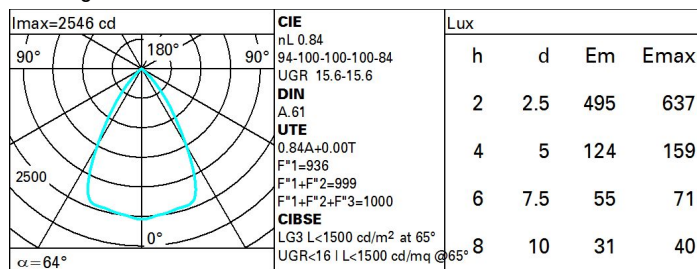 Imax=2546 cd
90°
180°
90°
2500
0°
α=64°
CIE
nL 0.84
94-100-100-100-84
UGR 15.6-15.6
DIN
A.61
UTE
0.84A+0.00T
F"1=936
F"1+F"2=999
F"1+F"2+F"3=1000
CIBSE
LG3 L<1500 cd/m² at 65°
UGR<16 | L<1500 cd/mq @65°
Lux
h d Em Emax
2 2.5 495 637
4 5 124 159
6 7.5 55 71
8 10 31 40